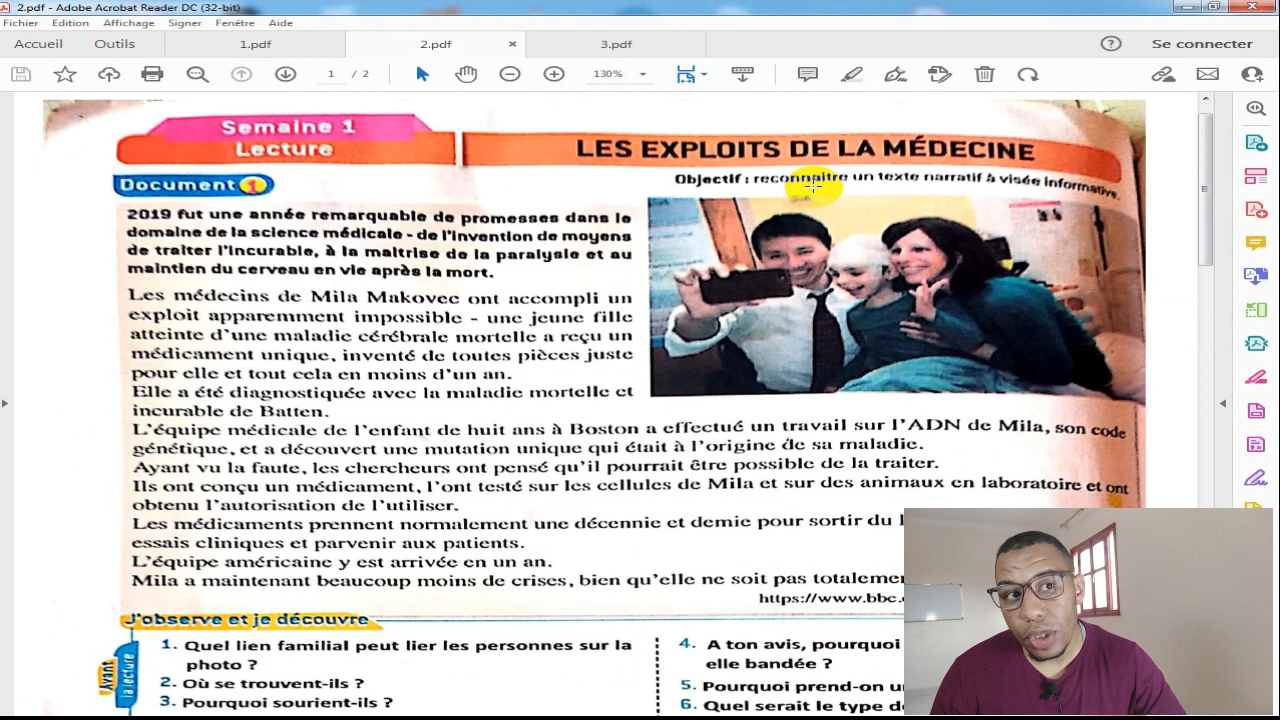 2.pdf - Adobe Acrobat Reader DC (32-bit)
Fichier Edition Affichage Signer Fenêtre Aide
Accueil Outils 1.pdf 2.pdf × 3.pdf Se connecter
1 / 2 130%
Semaine 1
Lecture
LES EXPLOITS DE LA MÉDECINE
Document 1
Objectif : reconnaitre un texte narratif à visée informative.
2019 fut une année remarquable de promesses dans le
domaine de la science médicale - de l'invention de moyens
de traiter l'incurable, à la maitrise de la paralysie et au
maintien du cerveau en vie après la mort.
Les médecins de Mila Makovec ont accompli un
exploit apparemment impossible - une jeune fille
atteinte d'une maladie cérébrale mortelle a reçu un
médicament unique, inventé de toutes pièces juste
pour elle et tout cela en moins d'un an.
Elle a été diagnostiquée avec la maladie mortelle et
incurable de Batten.
L'équipe médicale de l'enfant de huit ans à Boston a effectué un travail sur l'ADN de Mila, son code
génétique, et a découvert une mutation unique qui était à l'origine de sa maladie.
Ayant vu la faute, les chercheurs ont pensé qu'il pourrait être possible de la traiter.
Ils ont conçu un médicament, l'ont testé sur les cellules de Mila et sur des animaux en laboratoire et ont
obtenu l'autorisation de l'utiliser.
Les médicaments prennent normalement une décennie et demie pour sortir du
essais cliniques et parvenir aux patients.
L'équipe américaine y est arrivée en un an.
Mila a maintenant beaucoup moins de crises, bien qu'elle ne soit pas
https://www.bbc.
J'observe et je découvre
Avant
la lecture
1. Quel lien familial peut lier les personnes sur la
photo ?
2. Où se trouvent-ils ?
3. Pourquoi sourient-ils ?
4. A ton avis, pourquoi
elle bandée ?
5. Pourquoi prend-on
6. Quel serait le type